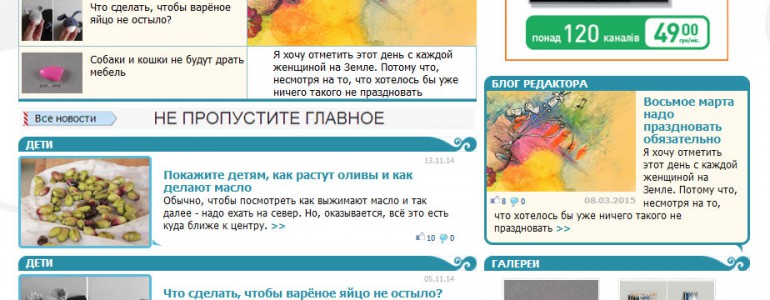 Что сделать, чтобы варёное
яйцо не остыло?
Собаки и кошки не будут драть
мебель
Я хочу отметить этот день с каждой
женщиной на Земле. Потому что,
несмотря на то, что хотелось бы уже
ничего такого не праздновать
понад 120 каналів 49 00 грн/міс.
Все новости
НЕ ПРОПУСТИТЕ ГЛАВНОЕ
ДЕТИ
13.11.14
Покажите детям, как растут оливы и как
делают масло
Обычно, чтобы посмотреть как выжимают масло и так
далее - надо ехать на север. Но, оказывается, всё это есть
куда ближе к центру. >>
10 0
ДЕТИ
05.11.14
Что сделать, чтобы варёное яйцо не остыло?
БЛОГ РЕДАКТОРА
Восьмое марта
надо
праздновать
обязательно
Я хочу отметить
этот день с каждой
женщиной на
Земле. Потому что,
несмотря на то,
8 0 08.03.2015
что хотелось бы уже ничего такого не
праздновать >>
ГАЛЕРЕИ